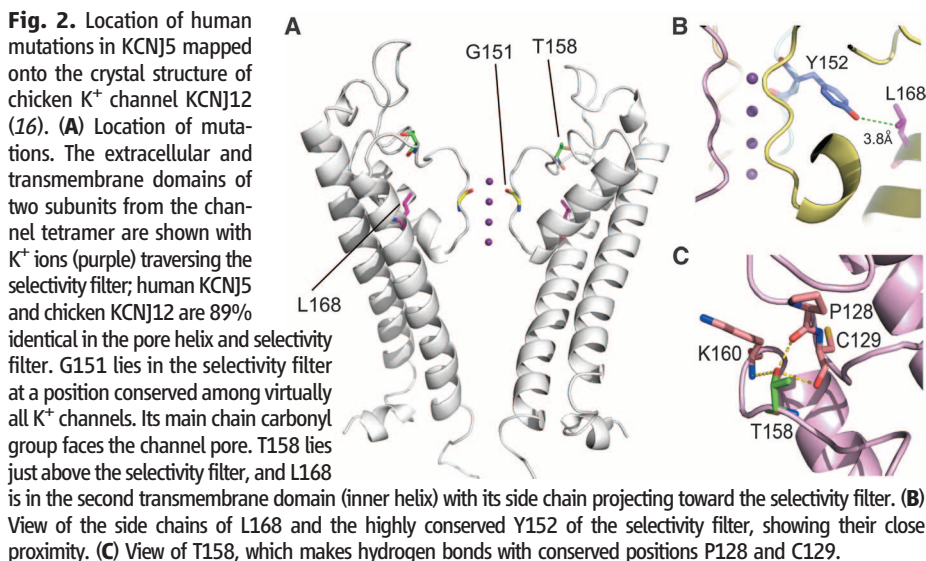 Fig. 2. Location of human
mutations in KCNJ5 mapped
onto the crystal structure of
chicken K+ channel KCNJ12
(16). (A) Location of muta-
tions. The extracellular and
transmembrane domains of
two subunits from the chan-
nel tetramer are shown with
K+ ions (purple) traversing the
selectivity filter; human KCNJ5
and chicken KCNJ12 are 89%
identical in the pore helix and selectivity
filter. G151 lies in the selectivity filter
at a position conserved among virtually
all K+ channels. Its main chain carbonyl
group faces the channel pore. T158 lies
just above the selectivity filter, and L168
is in the second transmembrane domain (inner helix) with its side chain projecting toward the selectivity filter. (B)
View of the side chains of L168 and the highly conserved Y152 of the selectivity filter, showing their close
proximity. (C) View of T158, which makes hydrogen bonds with conserved positions P128 and C129.
A
G151
T158
L168
B
Y152
L168
3.8Å
C
P128
C129
K160
T158